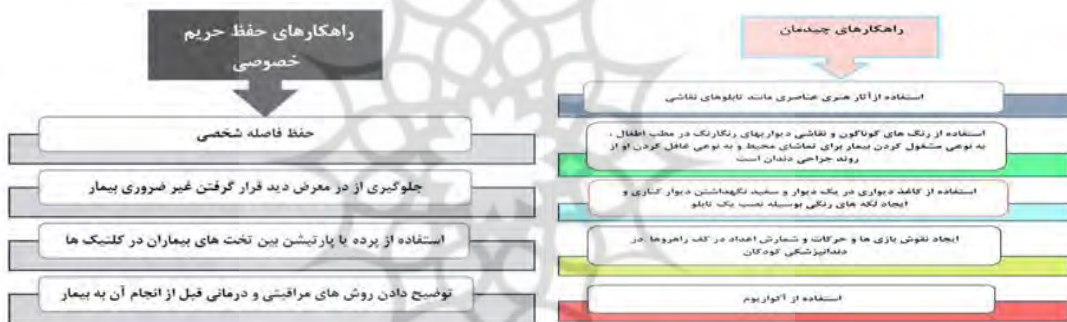 راهکارهای چیدمان
استفاده از آثار هنری عناصری مانند تابلوهای نقاشی
استفاده از رنگ های گوناگون و نقاشی دیواریهای رنگارنگ در مطب اطفال ،
به نوعی مشغول کردن بیمار برای تماشای محیط و به نوعی غافل کردن او از
روند جراحی دندان است
استفاده از کاغذ دیواری در یک دیوار و سفید نگهداشتن دیوار کناری و
ایجاد لکه های رنگی بوسیله نصب یک تابلو
ایجاد نقوش بازی ها و حرکات و شمارش اعداد در کف راهروها در
دندانپزشکی کودکان
استفاده از آکواریوم
راهکارهای حفظ حریم
خصوصی
حفظ فاصله شخصی
جلوگیری از در معرض دید قرار گرفتن غیر ضروری بیمار
استفاده از پرده یا پارتیشن بین تخت های بیماران در کلنیک ها
توضیح دادن روش های مراقبتی و درمانی قبل از انجام آن به بیمار